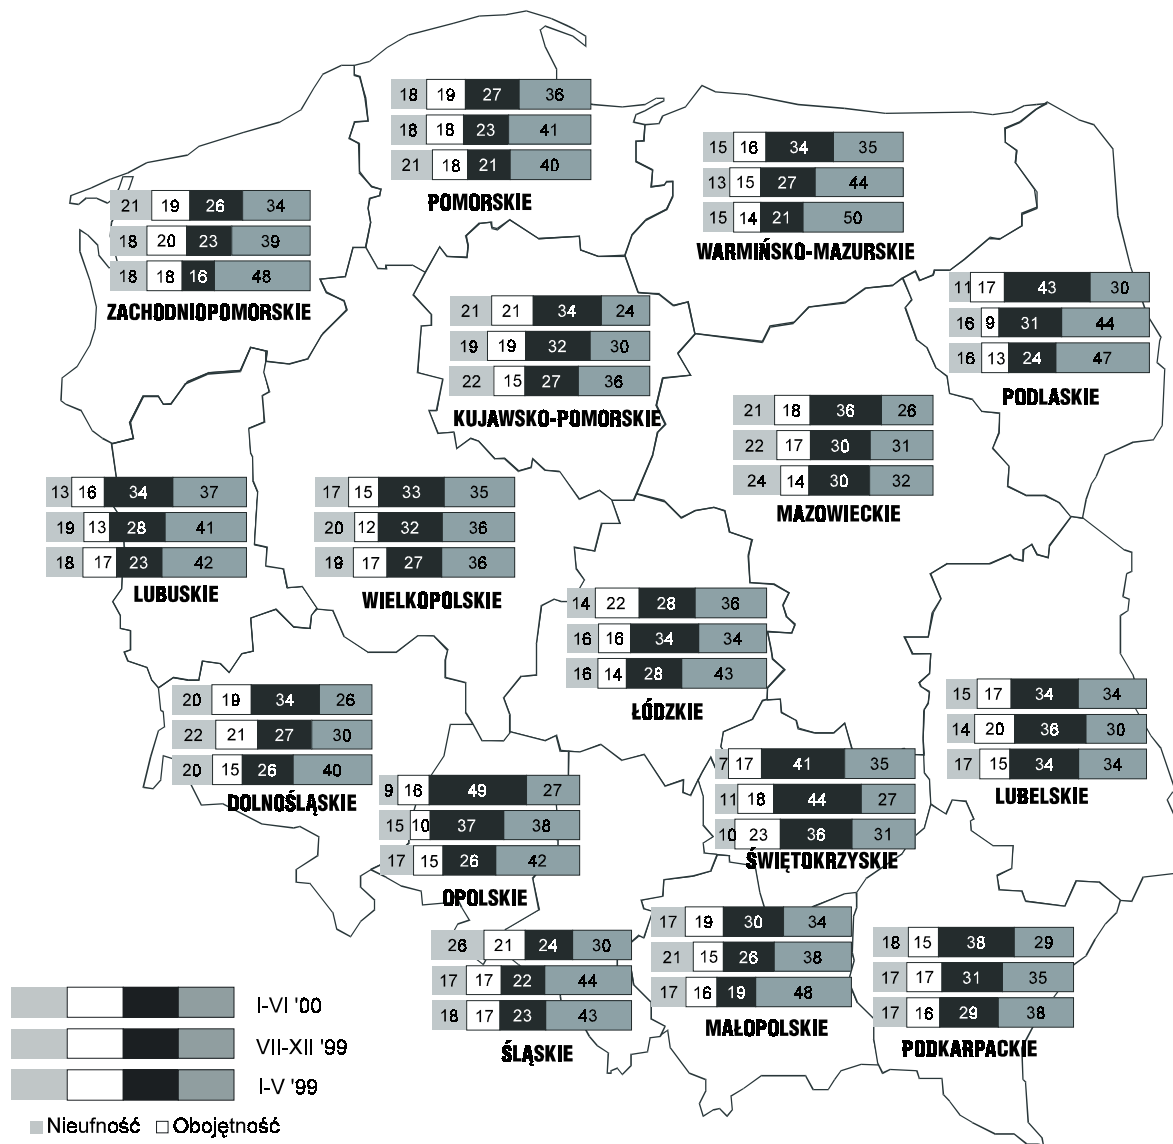 18 19 27 36
18 18 23 41
21 18 21 40
POMORSKIE
15 16 34 35
13 15 27 44
15 14 21 50
WARMIŃSKO-MAZURSKIE
21 19 26 34
18 20 23 39
18 18 16 48
ZACHODNIOPOMORSKIE
11 17 43 30
16 9 31 44
16 13 24 47
PODLASKIE
21 21 34 24
19 19 32 30
22 15 27 36
KUJAWSKO-POMORSKIE
21 18 36 26
22 17 30 31
24 14 30 32
MAZOWIECKIE
13 16 34 37
19 13 28 41
18 17 23 42
LUBUSKIE
17 15 33 35
20 12 32 36
19 17 27 36
WIELKOPOLSKIE
14 22 28 36
16 16 34 34
16 14 28 43
ŁÓDZKIE
20 19 34 26
22 21 27 30
20 15 26 40
DOLNOŚLĄSKIE
15 17 34 34
14 20 36 30
17 15 34 34
LUBELSKIE
9 16 49 27
15 10 37 38
17 15 26 42
OPOLSKIE
7 17 41 35
11 18 44 27
10 23 36 31
ŚWIĘTOKRZYSKIE
26 21 24 30
17 17 22 44
18 17 23 43
ŚLĄSKIE
17 19 30 34
21 15 26 38
17 16 19 48
MAŁOPOLSKIE
18 15 38 29
17 17 31 35
17 16 29 38
PODKARPACKIE
I-VI '00
VII-XII '99
I-V '99
Nieufność Obojętność